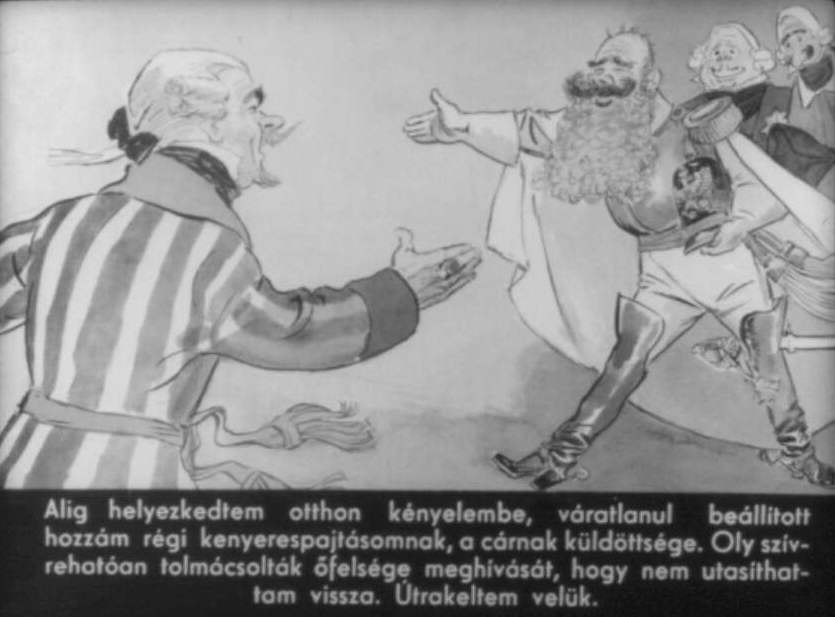 Alig helyezkedtem otthon kényelembe, váratlanul beállított
hozzám régi kenyerespajtásomnak, a cárnak küldöttsége. Oly szív-
rehatóan tolmácsolták őfelsége meghívását, hogy nem utasíthat-
tam vissza. Útrakeltem velük.